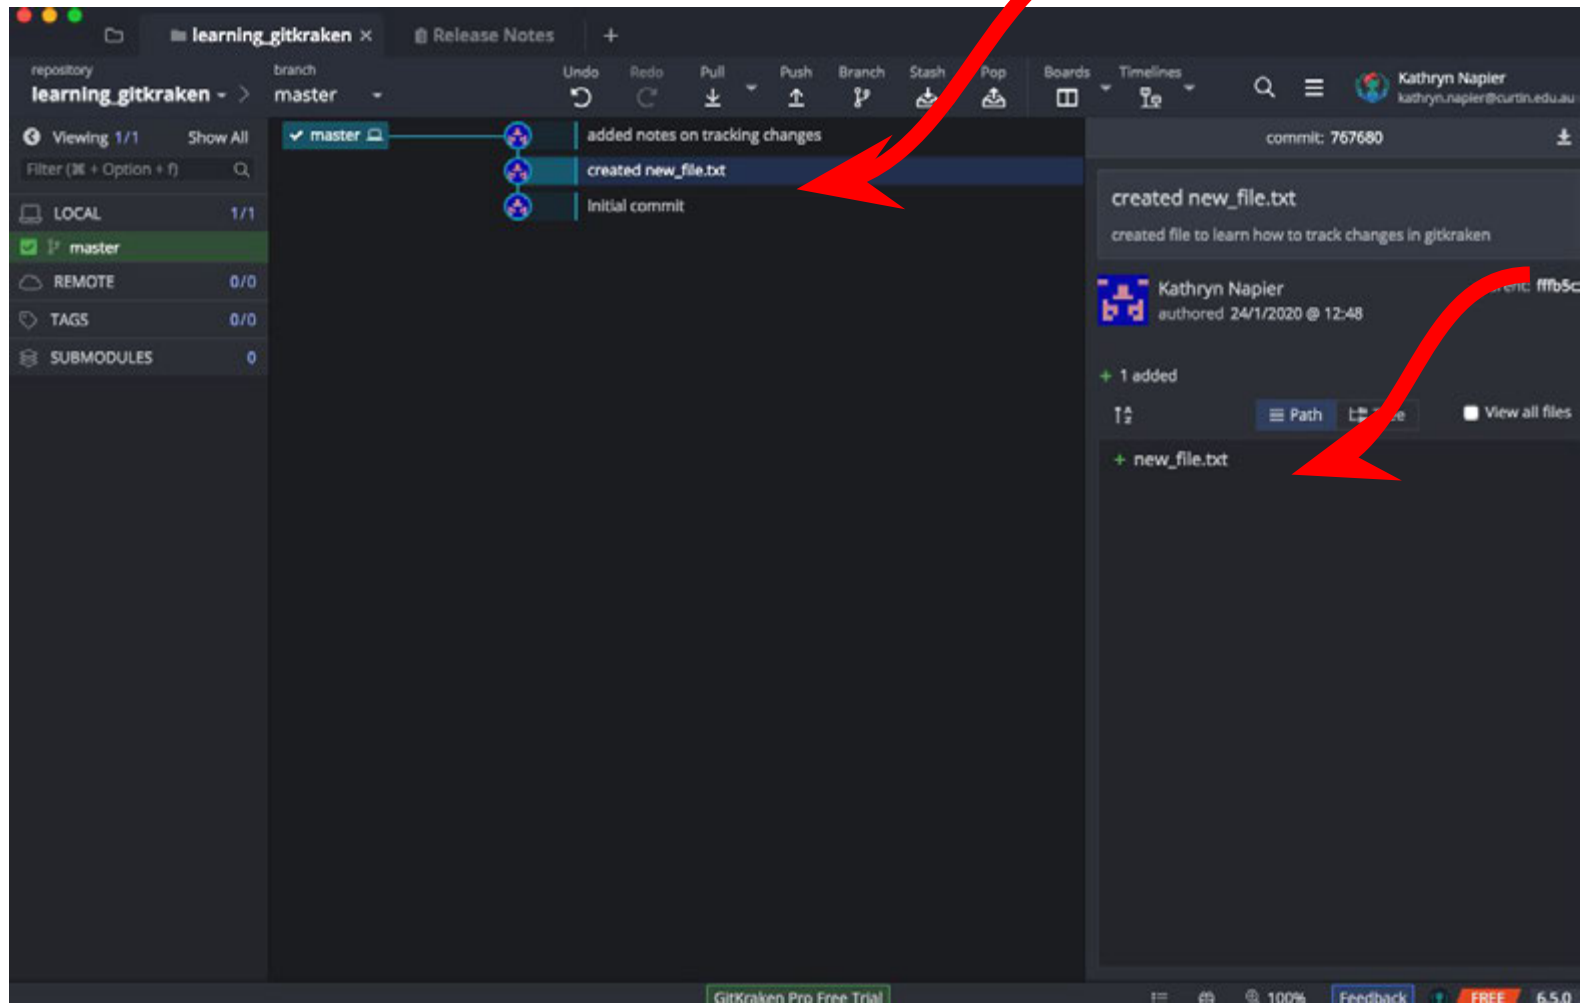 learning_gitkraken × Release Notes +
repository branch Undo Redo Pull Push Branch Stash Pop Boards Timelines
learning_gitkraken master
Kathryn Napier
kathryn.napier@curtin.edu.au
Viewing 1/1 Show All
Filter (⌘ + Option + f)
LOCAL 1/1
master
REMOTE 0/0
TAGS 0/0
SUBMODULES 0
master added notes on tracking changes
created new_file.txt
Initial commit
commit: 767680
created new_file.txt
created file to learn how to track changes in gitkraken
Kathryn Napier
authored 24/1/2020 @ 12:48
fffb5c
+ 1 added
Path View all files
+ new_file.txt
GitKraken Pro Free Trial 100% Feedback FREE 6.5.0